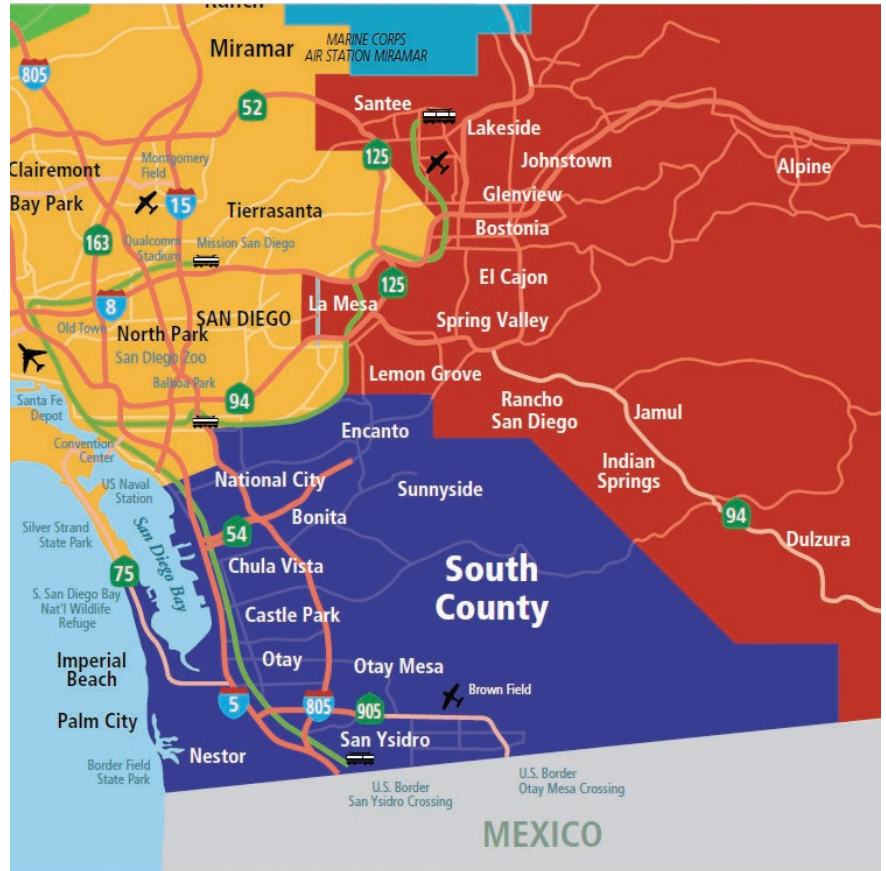 Ranch
Miramar
MARINE CORPS
AIR STATION MIRAMAR
805
52
Santee
Lakeside
125
Johnstown
Alpine
Clairemont
Montgomery
Field
Bay Park
15
Tierrasanta
Glenview
Bostonia
163
Qualcomm
Stadium
Mission San Diego
El Cajon
125
8
La Mesa
Old Town
North Park
SAN DIEGO
Spring Valley
San Diego Zoo
Balboa Park
94
Lemon Grove
Santa Fe
Depot
Rancho
San Diego
Jamul
Encanto
Convention
Center
Indian
Springs
National City
US Naval
Station
Sunnyside
Bonita
94
Silver Strand
State Park
San Diego Bay
54
Dulzura
75
Chula Vista
South
County
S. San Diego Bay
Nat'l Wildlife
Refuge
Castle Park
Imperial
Beach
Otay
Otay Mesa
Brown Field
5
805
905
Palm City
San Ysidro
Nestor
Border Field
State Park
U.S. Border
San Ysidro Crossing
U.S. Border
Otay Mesa Crossing
MEXICO